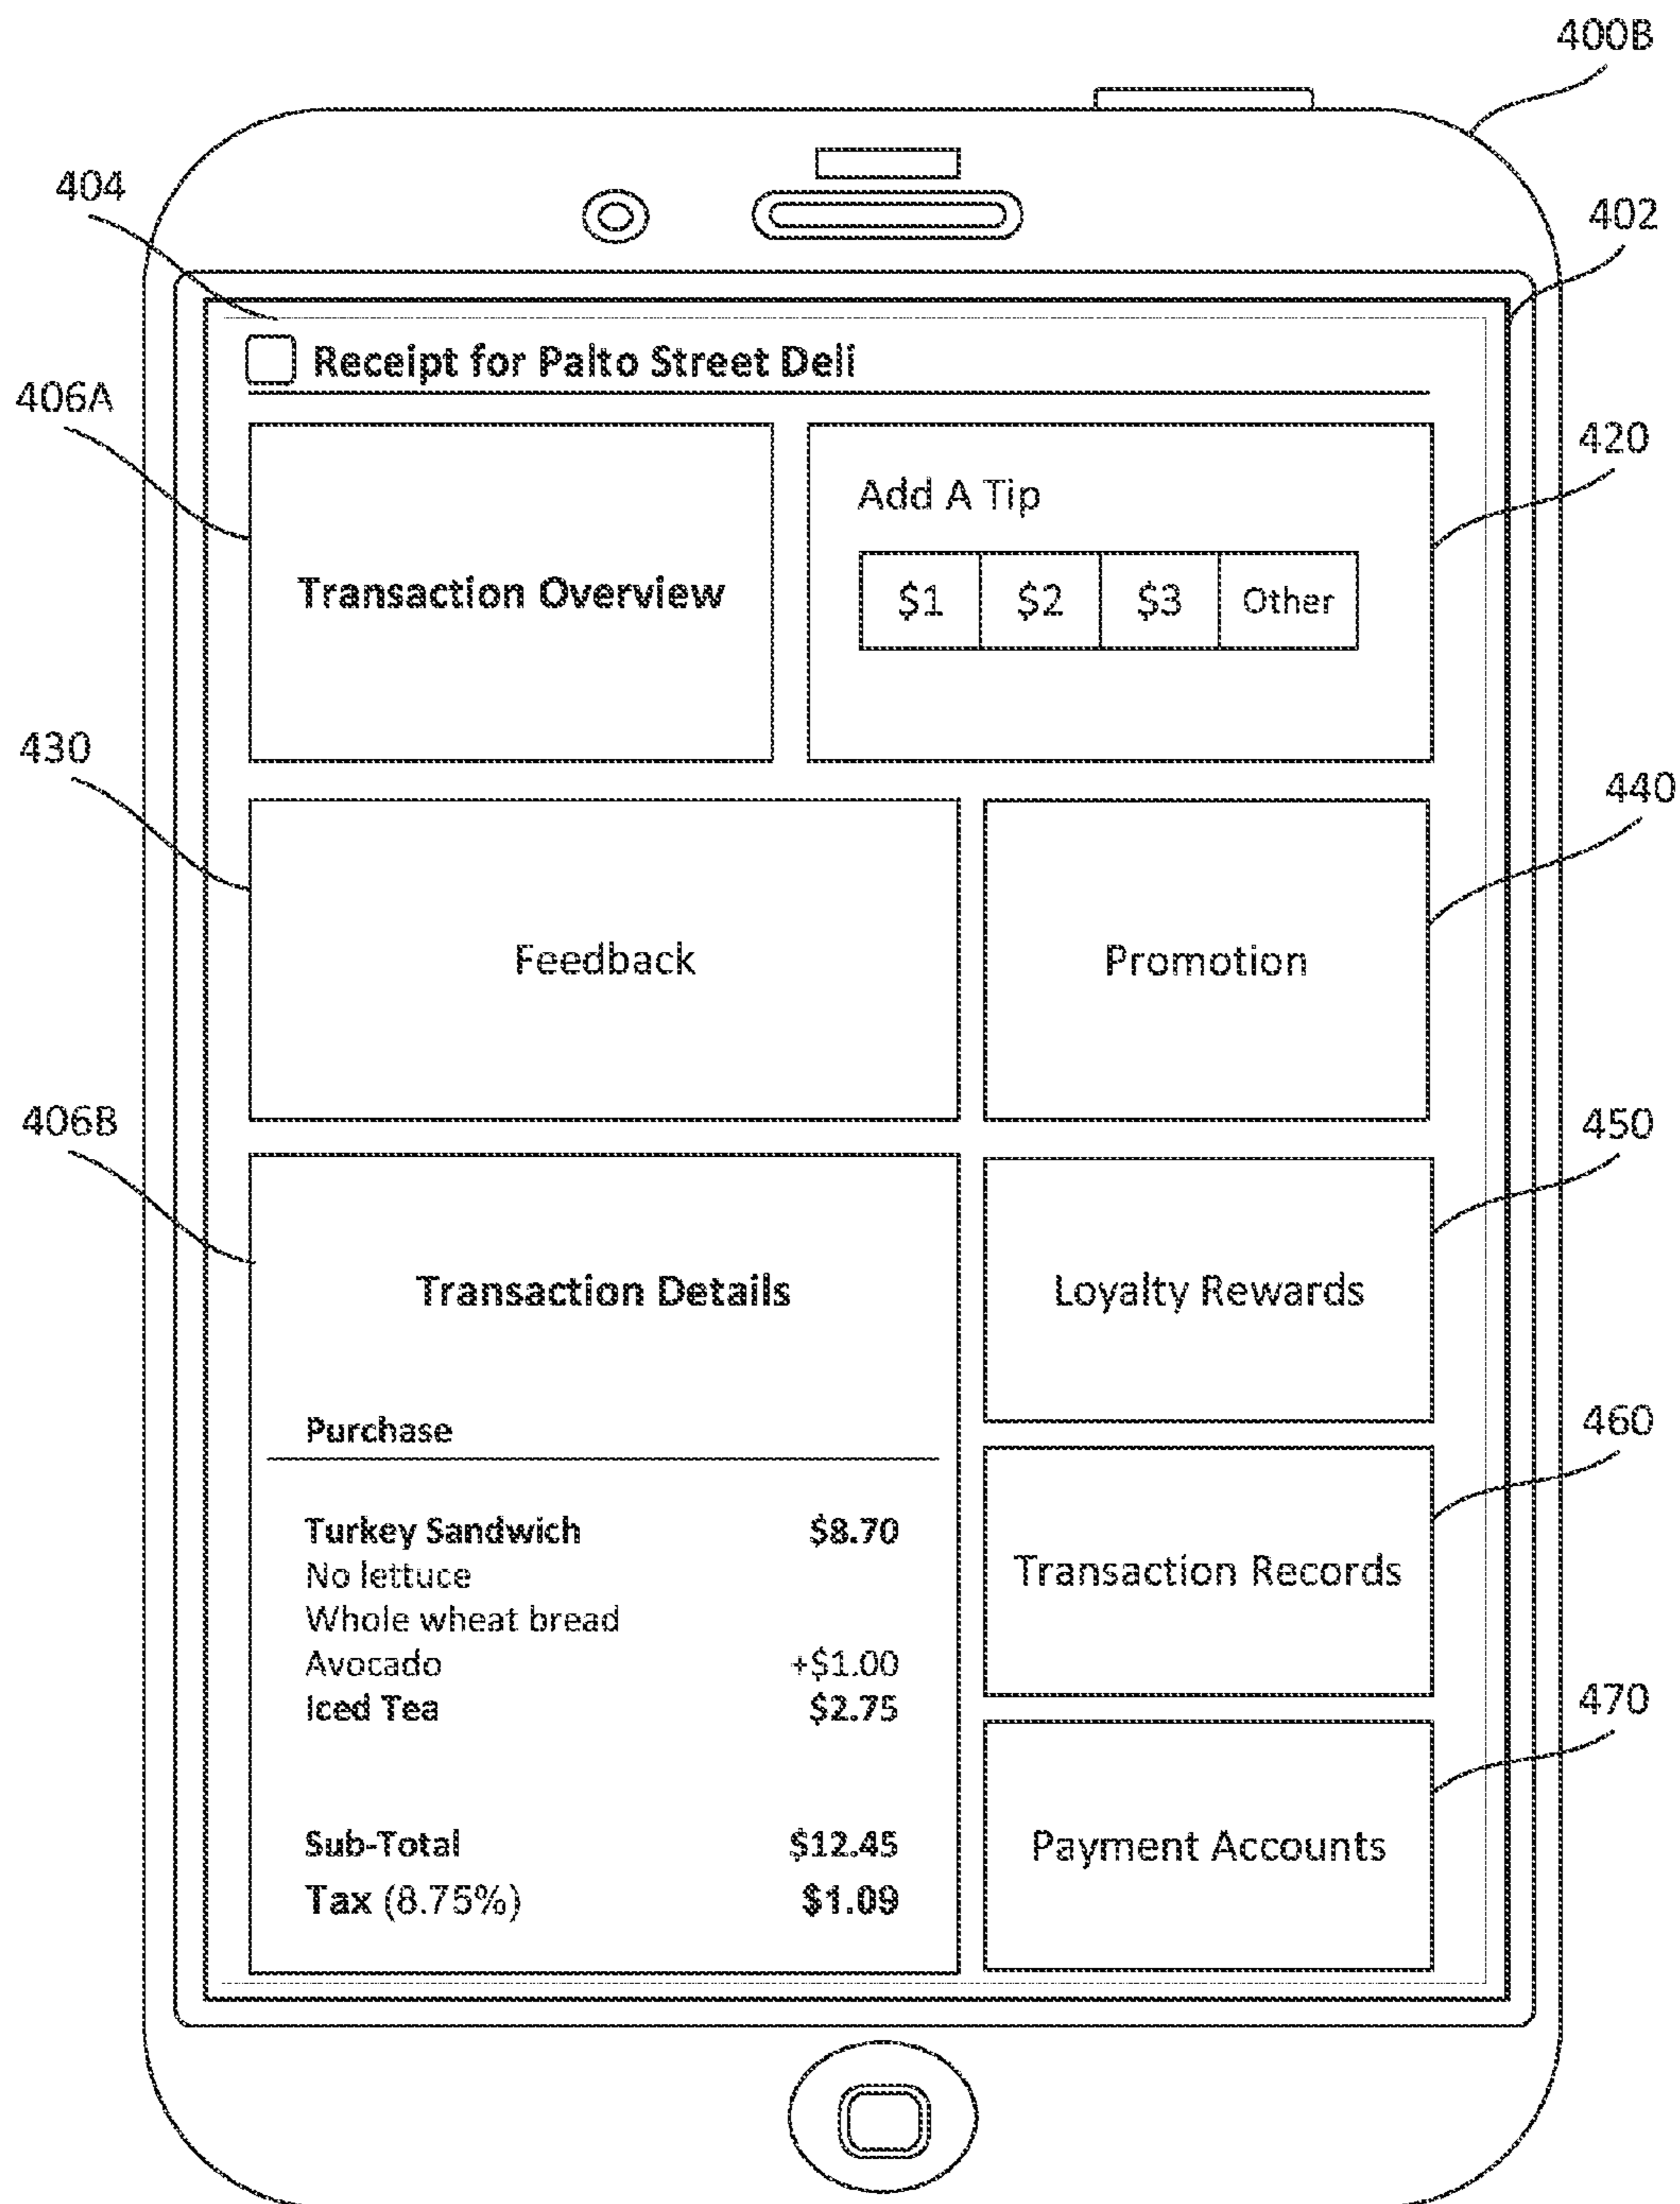 400B
404
402
Receipt for Palto Street Deli
406A
420
Transaction Overview
Add A Tip
$1 $2 $3 Other
430
440
Feedback
Promotion
406B
450
Transaction Details
Loyalty Rewards
Purchase
460
Turkey Sandwich $8.70
No lettuce
Whole wheat bread
Avocado +$1.00
Iced Tea $2.75
Transaction Records
470
Sub-Total $12.45
Tax (8.75%) $1.09
Payment Accounts